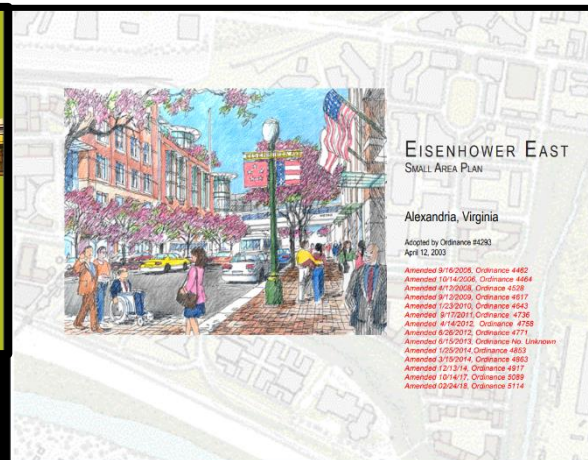 EISENHOWER EAST
SMALL AREA PLAN
Alexandria, Virginia
Adopted by Ordinance #4293
April 12, 2003
Amended 9/16/2006, Ordinance 4462
Amended 10/14/2006, Ordinance 4464
Amended 4/12/2008, Ordinace 4528
Amended 9/12/2009, Ordinance 4617
Amended 1/23/2010, Ordinance 4643
Amended 9/17/2011, Ordinance 4736
Amended 4/14/2012, Ordinance 4758
Amended 6/26/2012, Ordinance 4771
Amended 6/15/2013, Ordinance No. Unknown
Amended 1/25/2014, Ordinance 4853
Amended 3/15/2014, Ordinance 4863
Amended 12/13/14, Ordinance 4917
Amended 10/14/17, Ordinance 5089
Amended 02/24/18, Ordinance 5114
EISENHOWER AVE